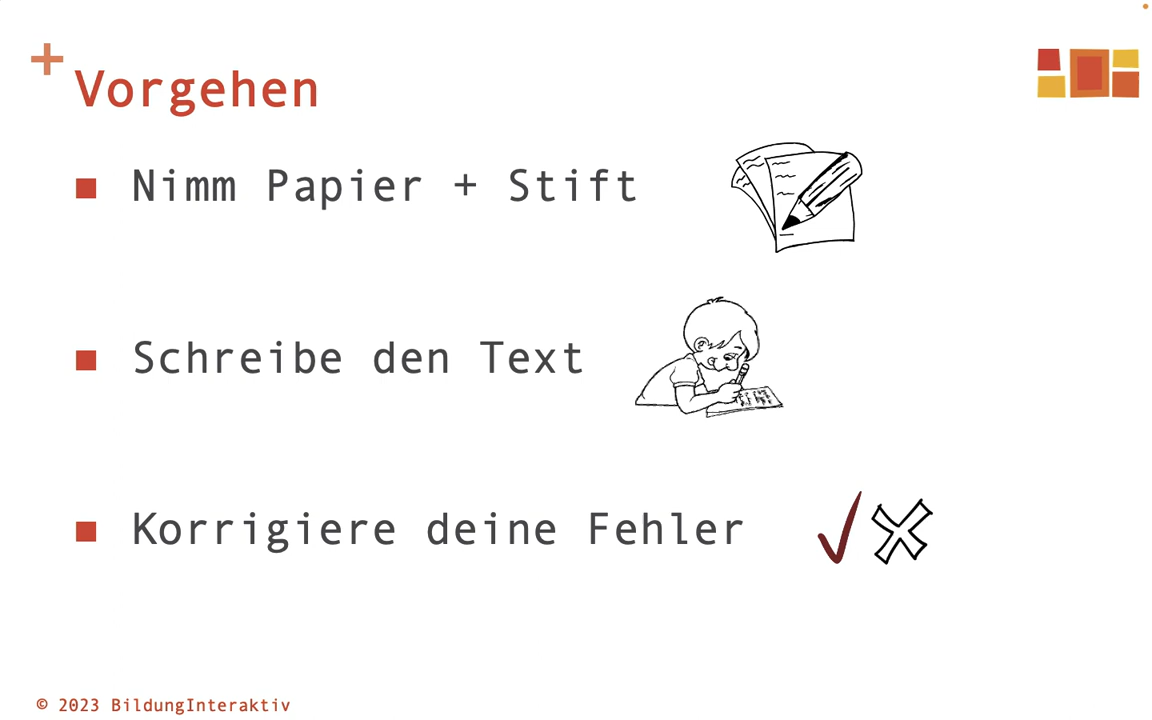 Vorgehen
Nimm Papier + Stift
Schreibe den Text
Korrigiere deine Fehler
© 2023 BildungInteraktiv